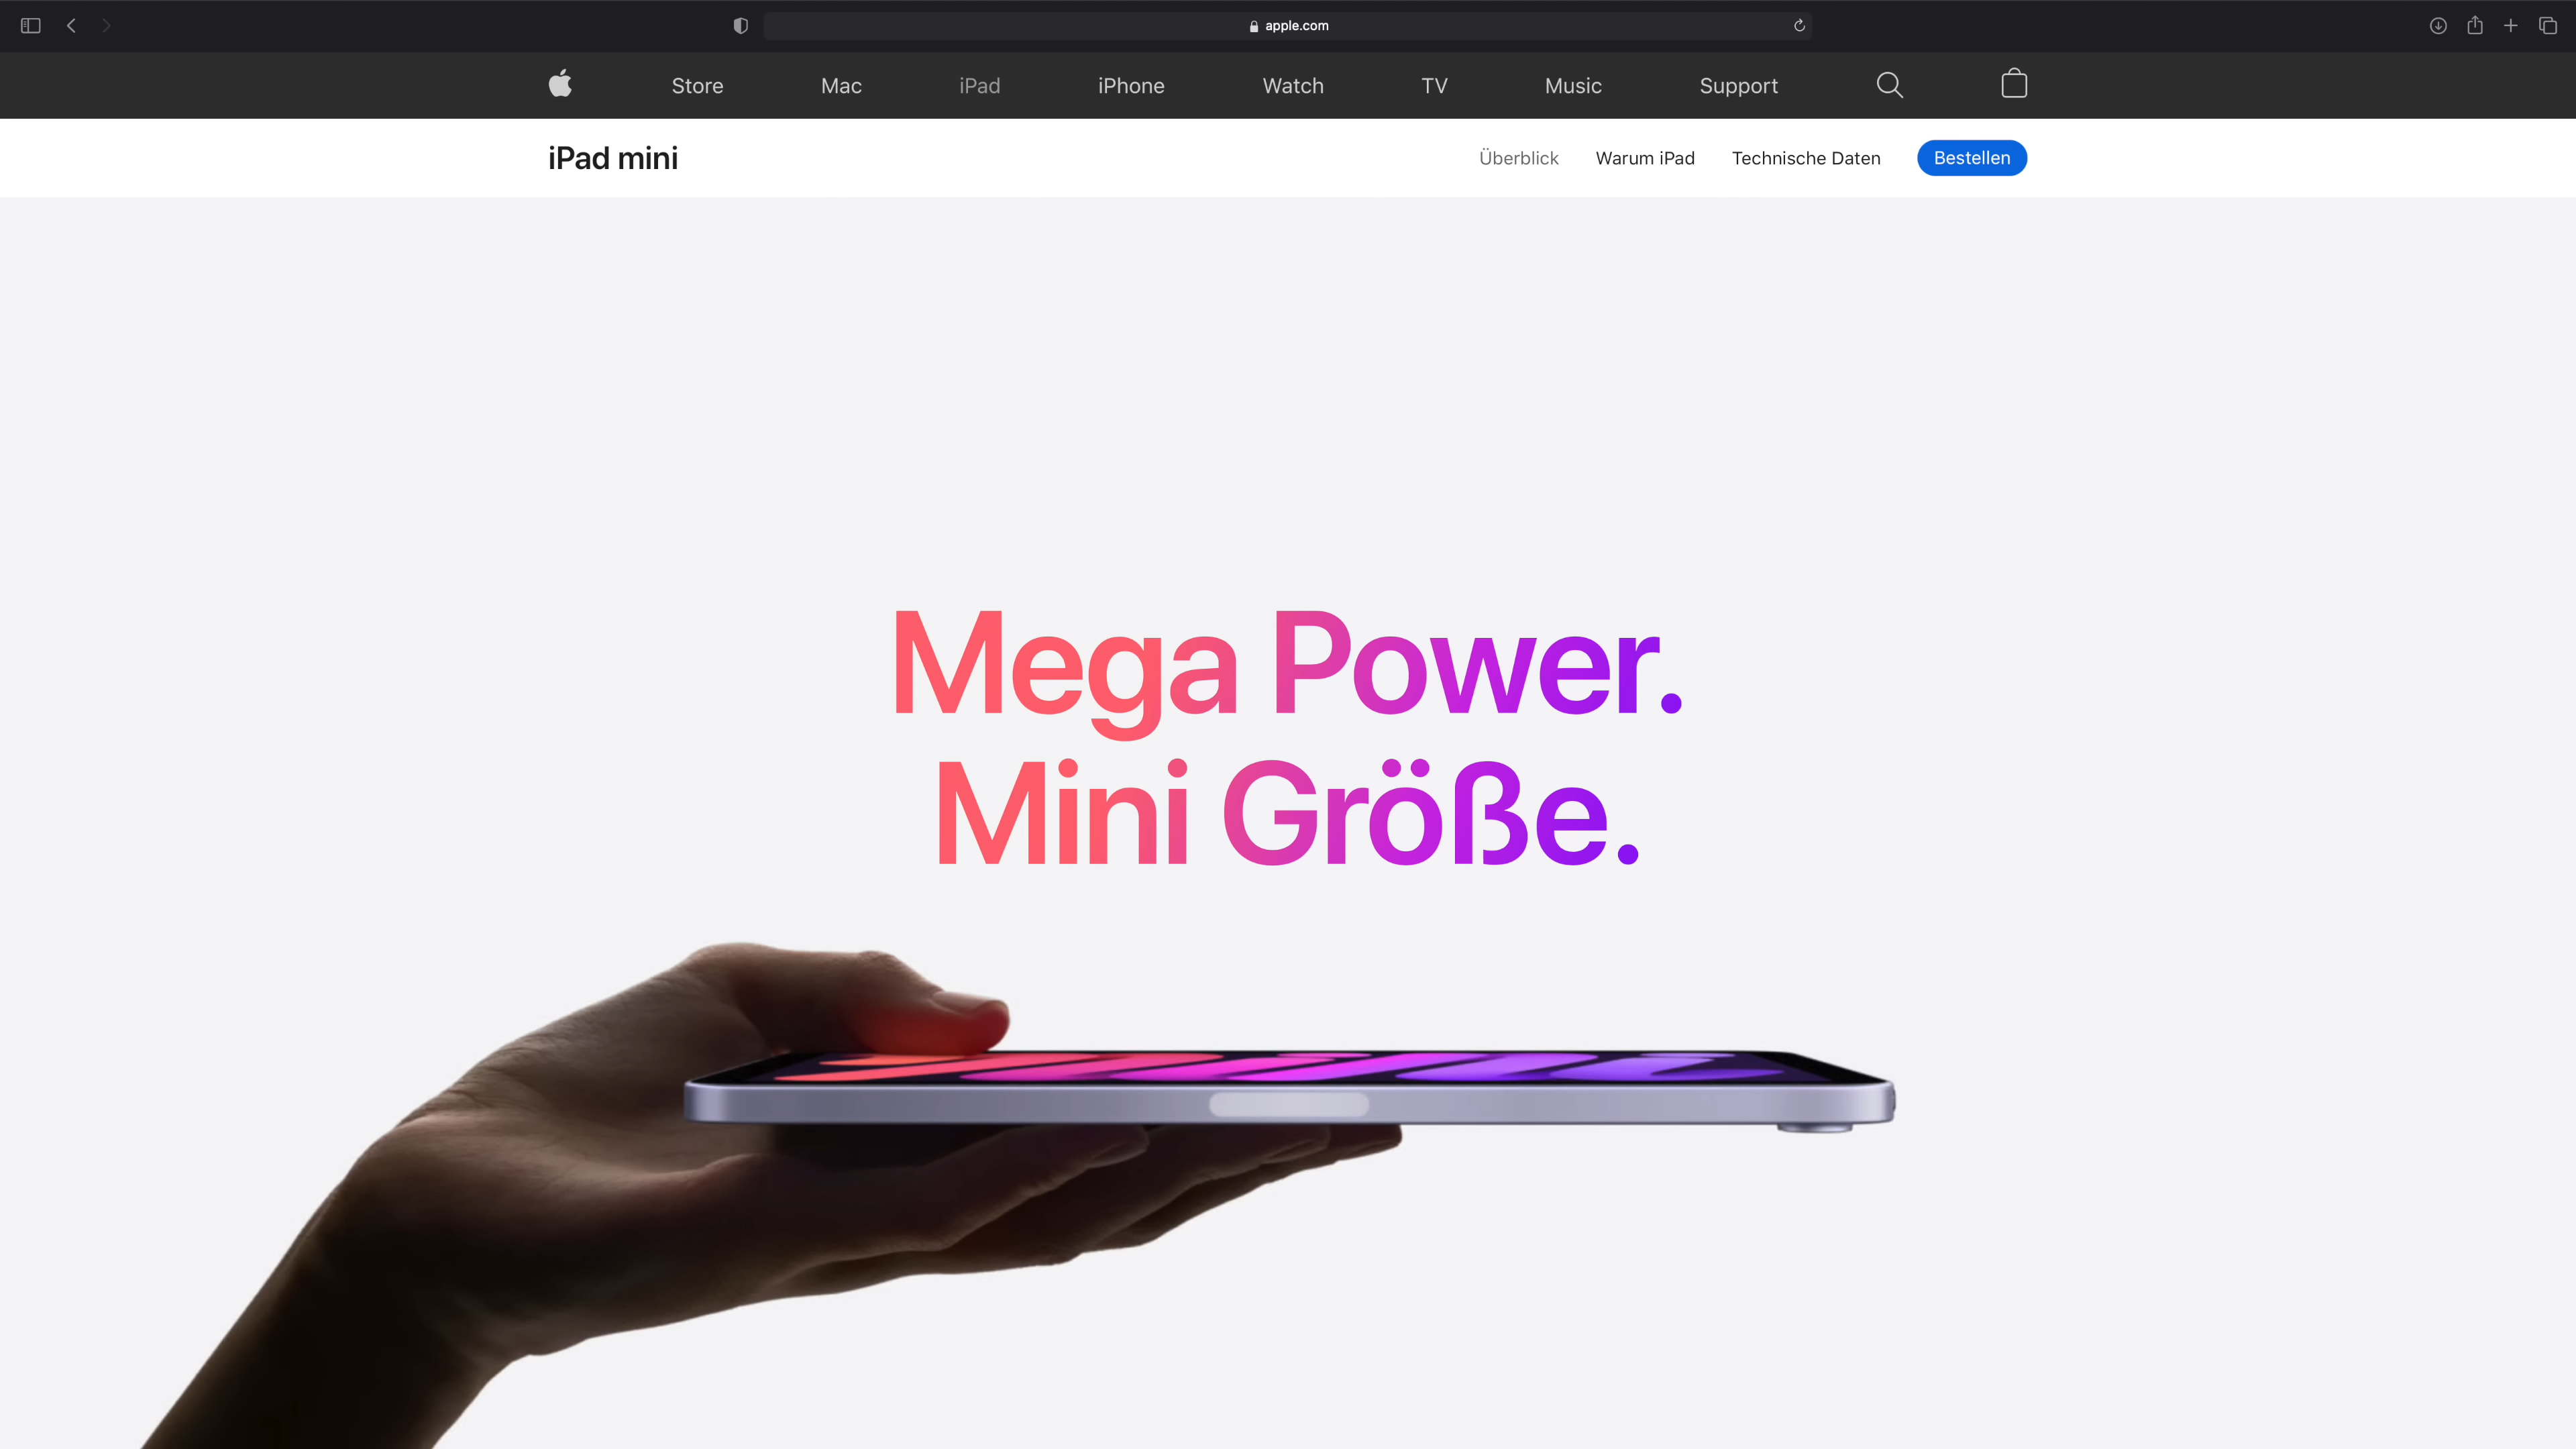 apple.com
Store Mac iPad iPhone Watch TV Music Support
iPad mini
Überblick Warum iPad Technische Daten Bestellen
Mega Power.
Mini Größe.